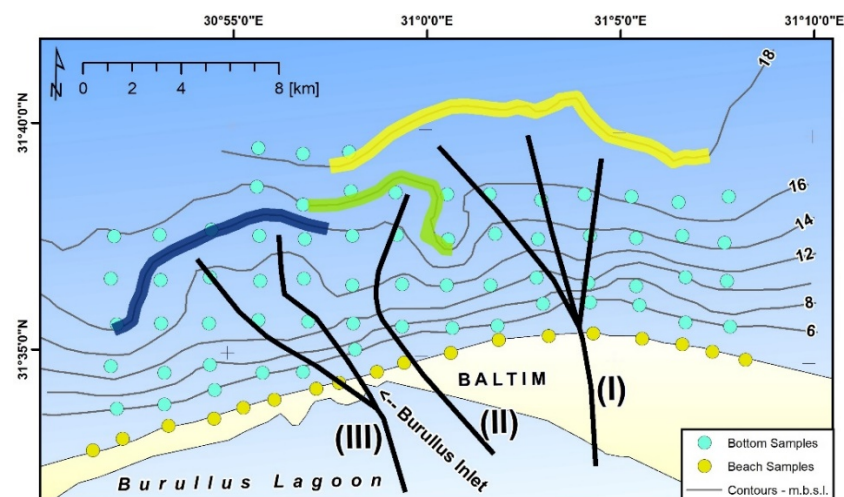 30°55'0"E 31°0'0"E 31°5'0"E 31°10'0"E
18
N 0 2 4 6 8 [km]
31°40'0"N
16
14
12
8
6
31°35'0"N
BALTIM
(I)
<-- Burullus Inlet
(II)
(III)
Burullus Lagoon
Bottom Samples
Beach Samples
Contours - m.b.s.l.